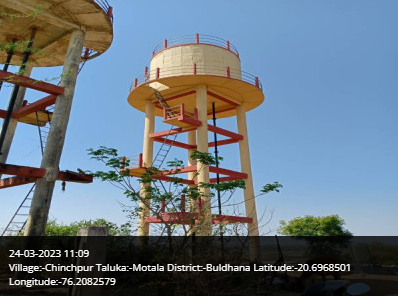 24-03-2023 11:09
Village:-Chinchpur Taluka:-Motala District:-Buldhana Latitude:-20.6968501
Longitude:-76.2082579